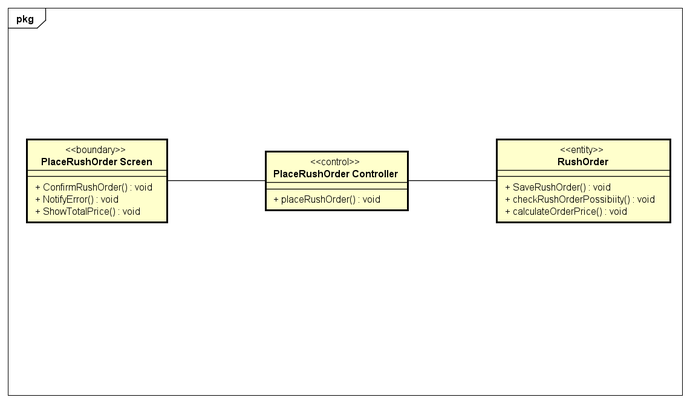 pkg
<<boundary>>
PlaceRushOrder Screen
+ ConfirmRushOrder() : void
+ NotifyError() : void
+ ShowTotalPrice() : void
<<control>>
PlaceRushOrder Controller
+ placeRushOrder() : void
<<entity>>
RushOrder
+ SaveRushOrder() : void
+ checkRushOrderPossibiity() : void
+ calculateOrderPrice() : void